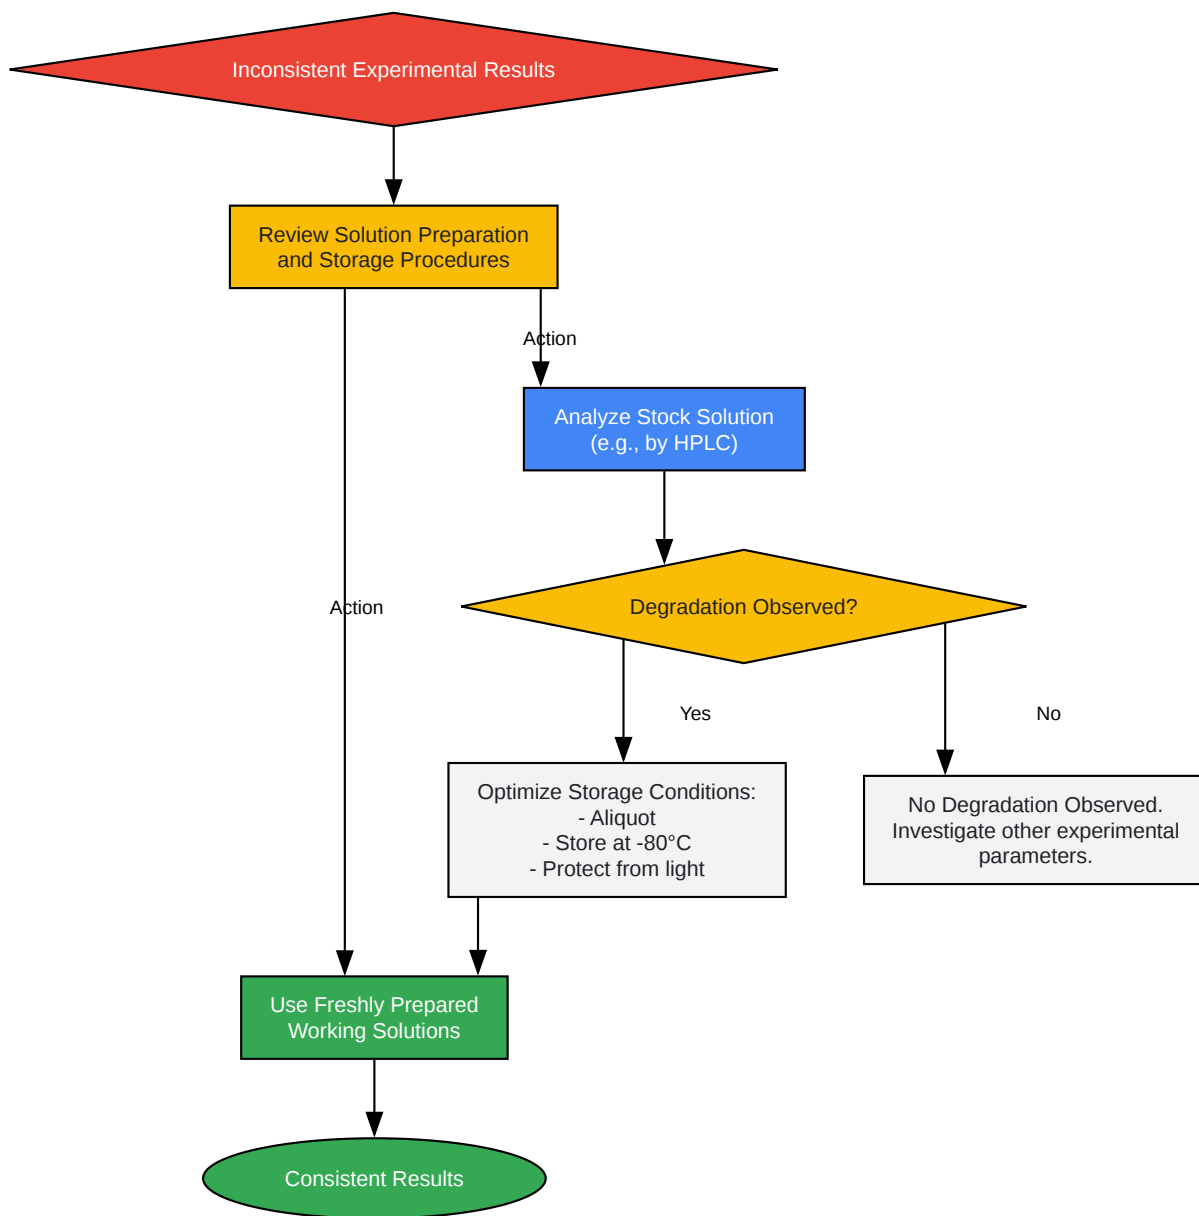 Inconsistent Experimental Results
Review Solution Preparation
and Storage Procedures
Action
Analyze Stock Solution
(e.g., by HPLC)
Action
Degradation Observed?
Yes
No
Optimize Storage Conditions:
- Aliquot
- Store at -80°C
- Protect from light
No Degradation Observed.
Investigate other experimental
parameters.
Use Freshly Prepared
Working Solutions
Consistent Results